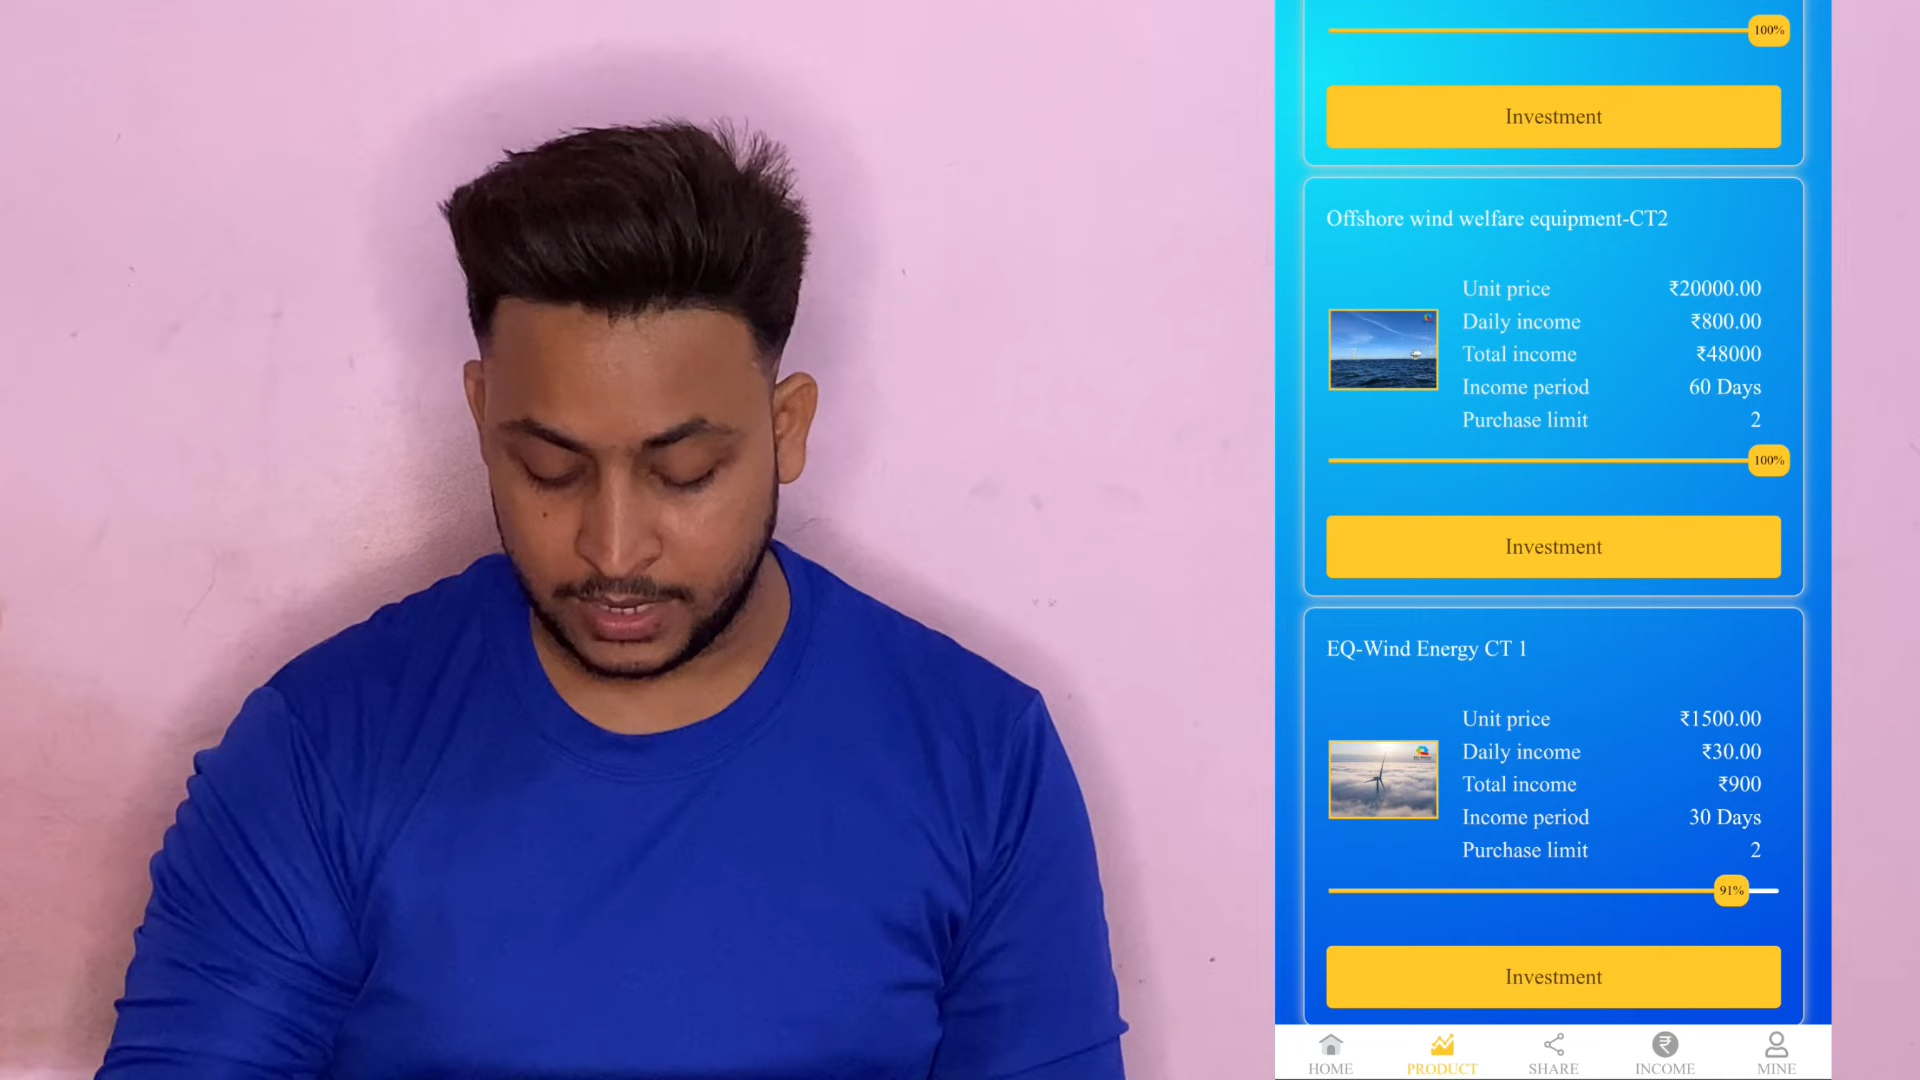 100%
Investment
Offshore wind welfare equipment-CT2
Unit price ₹20000.00
Daily income ₹800.00
Total income ₹48000
Income period 60 Days
Purchase limit 2
100%
Investment
EQ-Wind Energy CT 1
Unit price ₹1500.00
Daily income ₹30.00
Total income ₹900
Income period 30 Days
Purchase limit 2
91%
Investment
HOME PRODUCT SHARE INCOME MINE